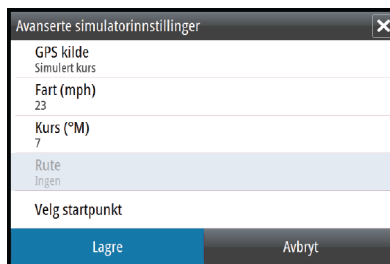 Avanserte simulatorinnstillinger
GPS kilde
Simulert kurs
Fart (mph)
23
Kurs (°M)
7
Rute
Ingen
Velg startpunkt
Lagre Avbryt